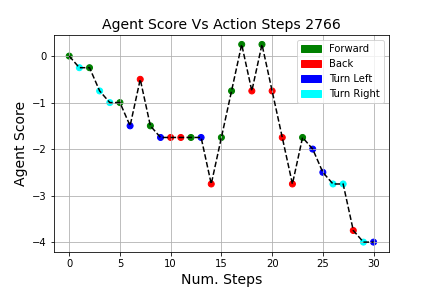 Agent Score Vs Action Steps 2766
Agent Score
0
−1
−2
−3
−4
Forward
Back
Turn Left
Turn Right
0 5 10 15 20 25 30
Num. Steps